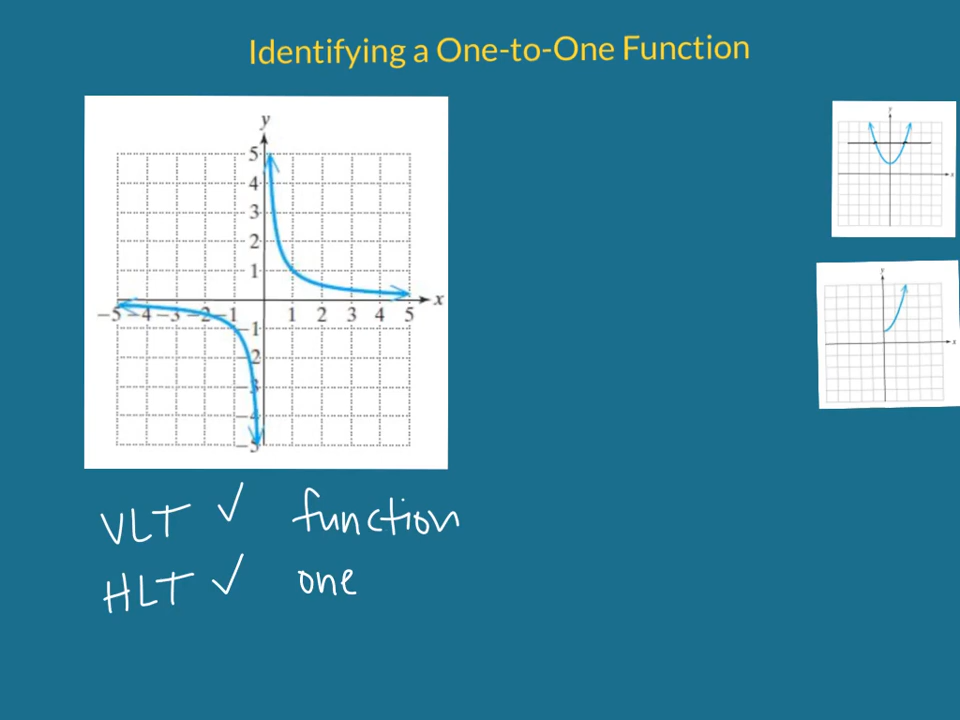 Identifying a One-to-One Function
y
5
4
3
2
1
x
-5 -4 -3 -2 -1 1 2 3 4 5
-1
-2
-3
-4
-5
y
x
y
x
VLT ✓ function
HLT ✓ one